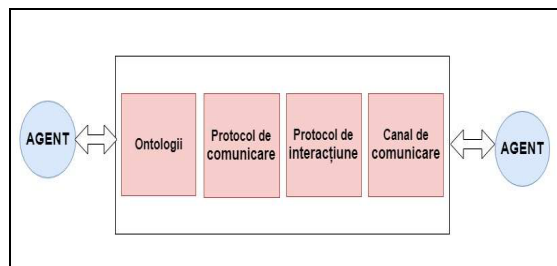 AGENT
Ontologii
Protocol de
comunicare
Protocol de
interacțiune
Canal de
comunicare
AGENT